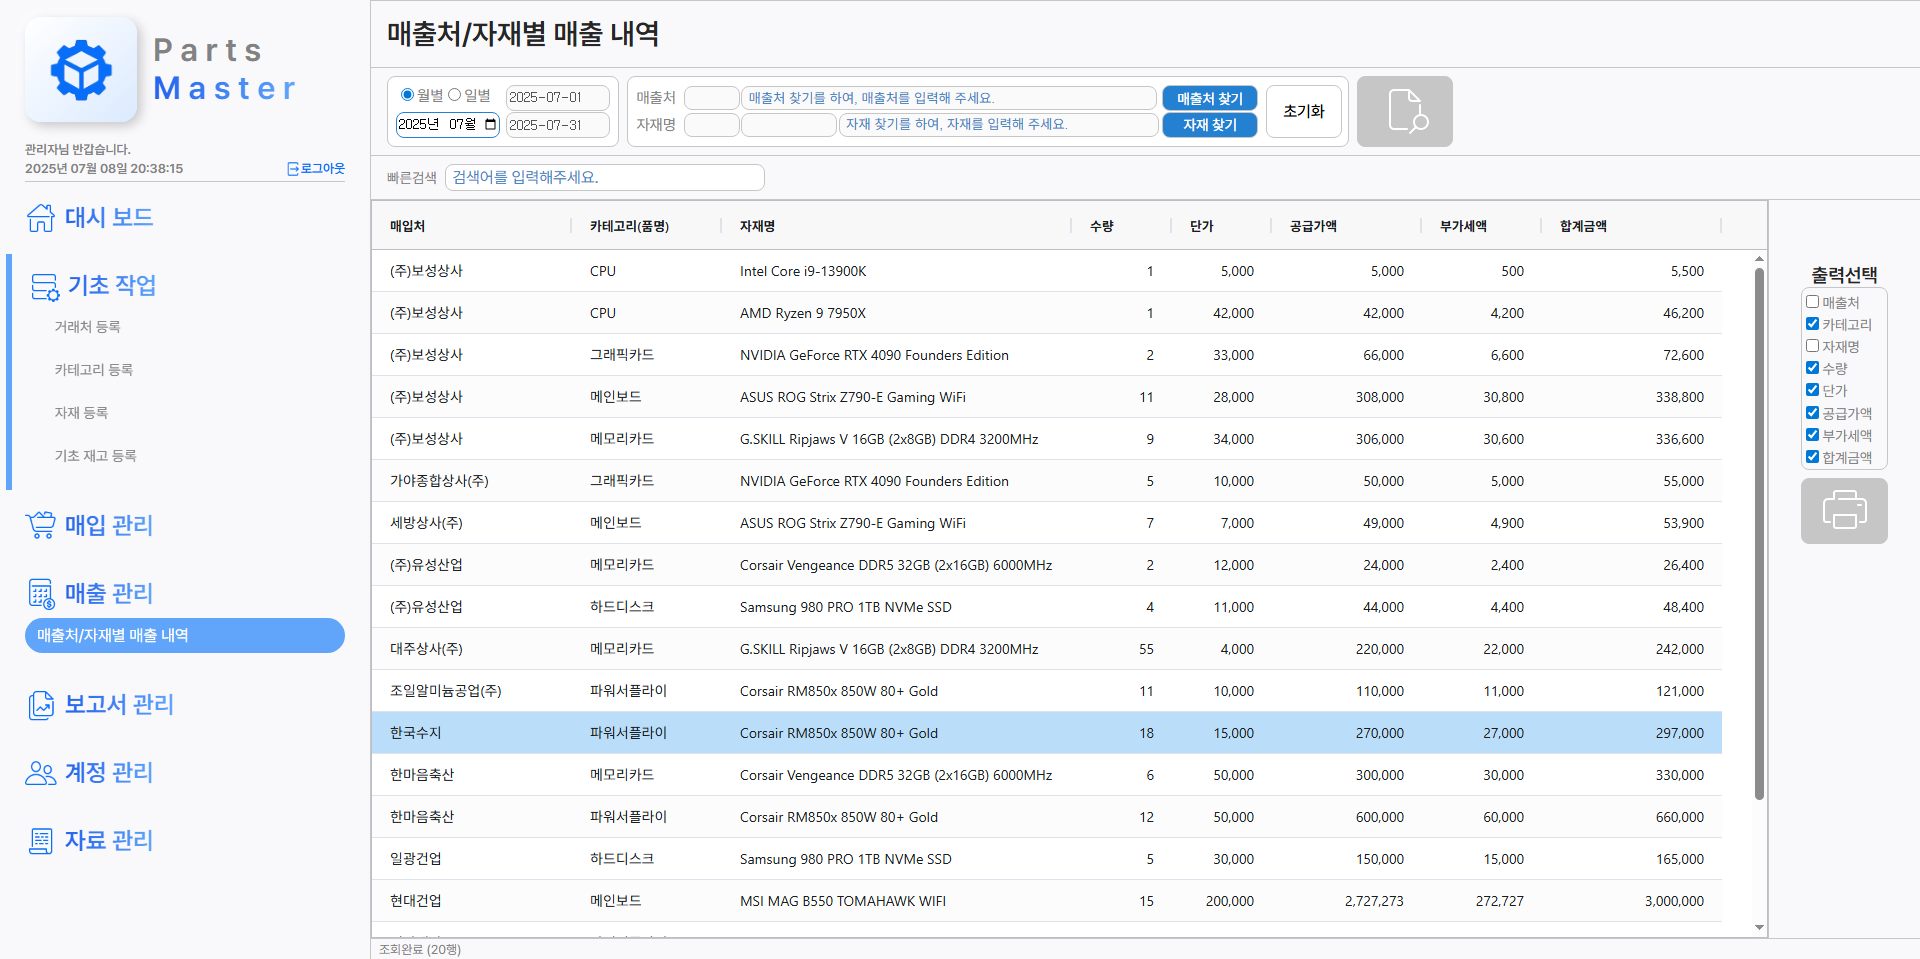 Parts
Master
관리자님 반갑습니다.
2025년 07월 08일 20:38:15
로그아웃
대시 보드
기초 작업
거래처 등록
카테고리 등록
자재 등록
기초 재고 등록
매입 관리
매출 관리
매출처/자재별 매출 내역
보고서 관리
계정 관리
자료 관리
매출처/자재별 매출 내역
월별 일별 2025-07-01
2025년 07월 2025-07-31
매출처 매출처 찾기를 하여, 매출처를 입력해 주세요. 매출처 찾기
자재명 자재 찾기를 하여, 자재를 입력해 주세요. 자재 찾기
초기화
빠른검색 검색어를 입력해주세요.
매입처 카테고리(품명) 자재명 수량 단가 공급가액 부가세액 합계금액
(주)보성상사 CPU Intel Core i9-13900K 1 5,000 5,000 500 5,500
(주)보성상사 CPU AMD Ryzen 9 7950X 1 42,000 42,000 4,200 46,200
(주)보성상사 그래픽카드 NVIDIA GeForce RTX 4090 Founders Edition 2 33,000 66,000 6,600 72,600
(주)보성상사 메인보드 ASUS ROG Strix Z790-E Gaming WiFi 11 28,000 308,000 30,800 338,800
(주)보성상사 메모리카드 G.SKILL Ripjaws V 16GB (2x8GB) DDR4 3200MHz 9 34,000 306,000 30,600 336,600
가야종합상사(주) 그래픽카드 NVIDIA GeForce RTX 4090 Founders Edition 5 10,000 50,000 5,000 55,000
세방상사(주) 메인보드 ASUS ROG Strix Z790-E Gaming WiFi 7 7,000 49,000 4,900 53,900
(주)유성산업 메모리카드 Corsair Vengeance DDR5 32GB (2x16GB) 6000MHz 2 12,000 24,000 2,400 26,400
(주)유성산업 하드디스크 Samsung 980 PRO 1TB NVMe SSD 4 11,000 44,000 4,400 48,400
대주상사(주) 메모리카드 G.SKILL Ripjaws V 16GB (2x8GB) DDR4 3200MHz 55 4,000 220,000 22,000 242,000
조일알미늄공업(주) 파워서플라이 Corsair RM850x 850W 80+ Gold 11 10,000 110,000 11,000 121,000
한국수지 파워서플라이 Corsair RM850x 850W 80+ Gold 18 15,000 270,000 27,000 297,000
한마음축산 메모리카드 Corsair Vengeance DDR5 32GB (2x16GB) 6000MHz 6 50,000 300,000 30,000 330,000
한마음축산 파워서플라이 Corsair RM850x 850W 80+ Gold 12 50,000 600,000 60,000 660,000
일광건업 하드디스크 Samsung 980 PRO 1TB NVMe SSD 5 30,000 150,000 15,000 165,000
현대건업 메인보드 MSI MAG B550 TOMAHAWK WIFI 15 200,000 2,727,273 272,727 3,000,000
조회완료 (20행)
출력선택
매출처
카테고리
자재명
수량
단가
공급가액
부가세액
합계금액